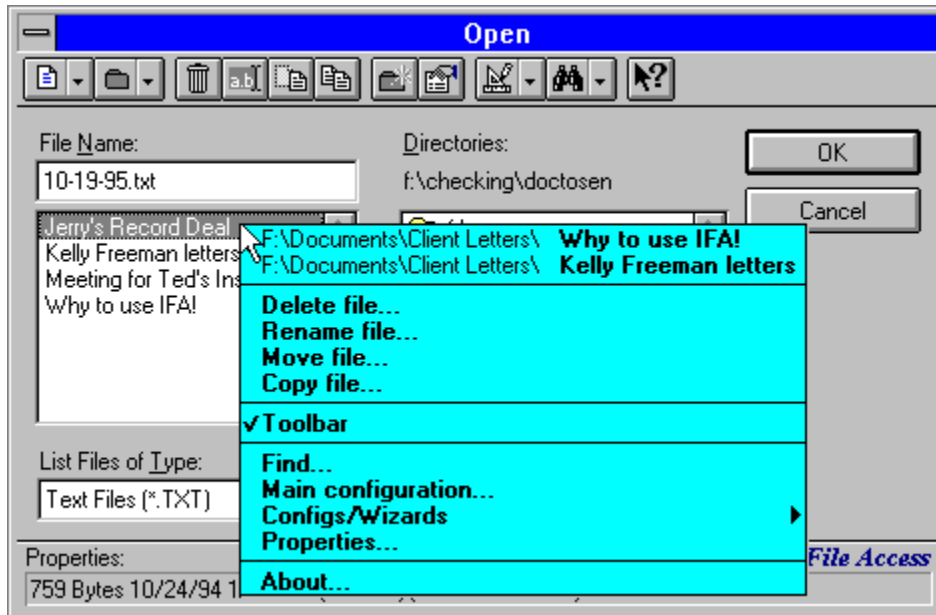 Open
a.b
File Name:
Directories:
OK
10-19-95.txt
f:\checking\doctosen
Cancel
Jerry's Record Deal
Kelly Freeman letters
Meeting for Ted's Ins
Why to use IFA!
F:\Documents\Client Letters\ Why to use IFA!
F:\Documents\Client Letters\ Kelly Freeman letters
Delete file...
Rename file...
Move file...
Copy file...
✓Toolbar
Find...
Main configuration...
Configs/Wizards
Properties...
About...
List Files of Type:
Text Files (*.TXT)
Properties:
File Access
759 Bytes 10/24/94 1